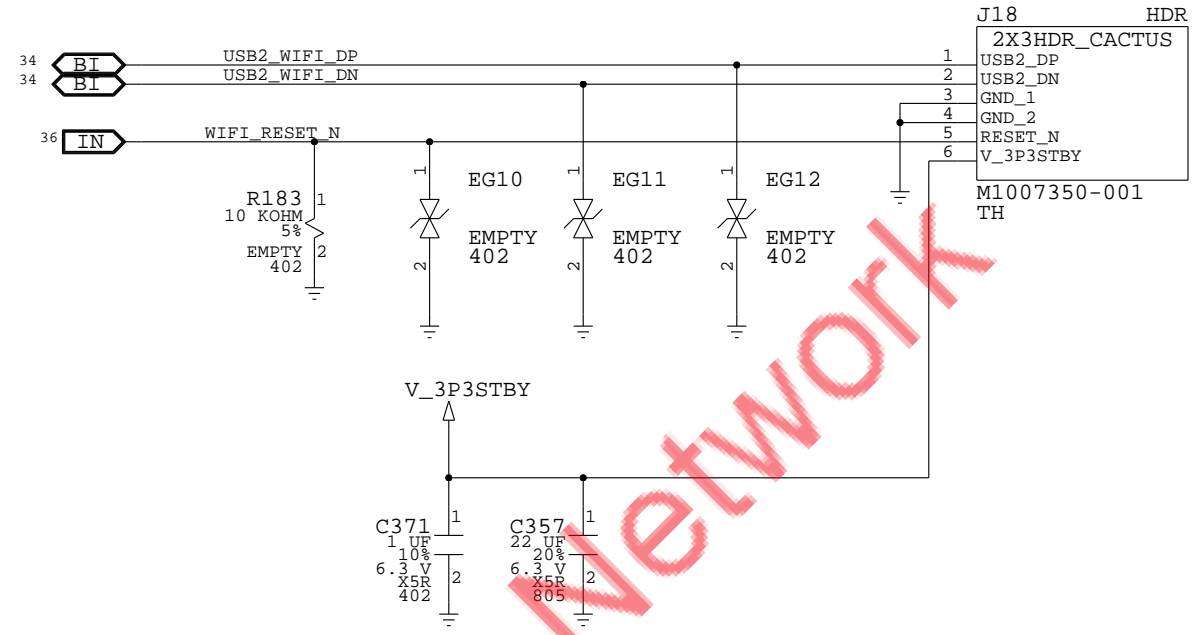 J18 HDR
2X3HDR_CACTUS
34 BI USB2_WIFI_DP 1 USB2_DP
34 BI USB2_WIFI_DN 2 USB2_DN
3 GND_1
4 GND_2
36 IN WIFI_RESET_N 5 RESET_N
6 V_3P3STBY
M1007350-001
TH
R183 1
10 KOHM
5%
EMPTY 2
402
1 EG10
EMPTY
2 402
1 EG11
EMPTY
2 402
1 EG12
EMPTY
2 402
V_3P3STBY
C371 1
1 UF
10%
6.3 V
X5R 2
402
C357 1
22 UF
20%
6.3 V
X5R 2
805
Network